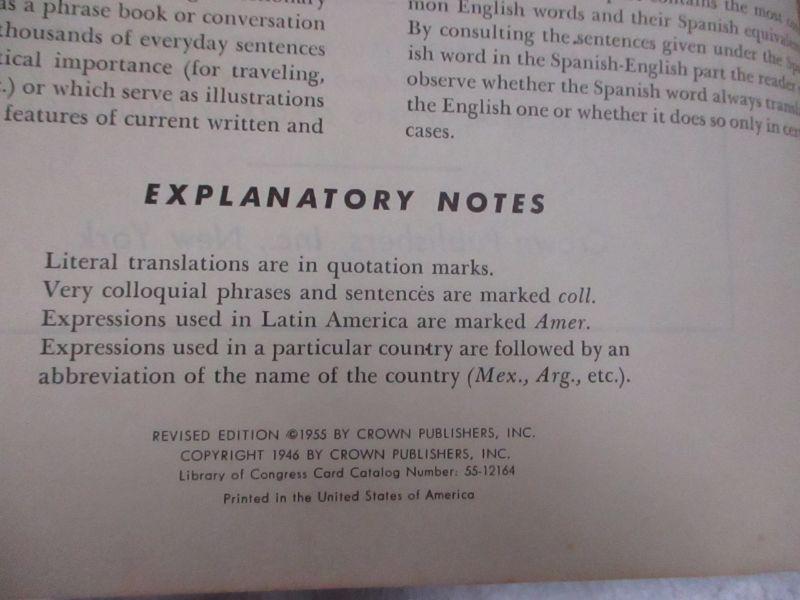 as a phrase book or conversation
thousands of everyday sentences
tical importance (for traveling,
.) or which serve as illustrations
features of current written and
mon English words and their Spanish
By consulting the sentences given under the
ish word in the Spanish-English part the reader
observe whether the Spanish word always
the English one or whether it does so only in
cases.
EXPLANATORY NOTES
Literal translations are in quotation marks.
Very colloquial phrases and sentences are marked coll.
Expressions used in Latin America are marked Amer.
Expressions used in a particular country are followed by an
abbreviation of the name of the country (Mex., Arg., etc.).
REVISED EDITION ©1955 BY CROWN PUBLISHERS, INC.
COPYRIGHT 1946 BY CROWN PUBLISHERS, INC.
Library of Congress Card Catalog Number: 55-12164
Printed in the United States of America